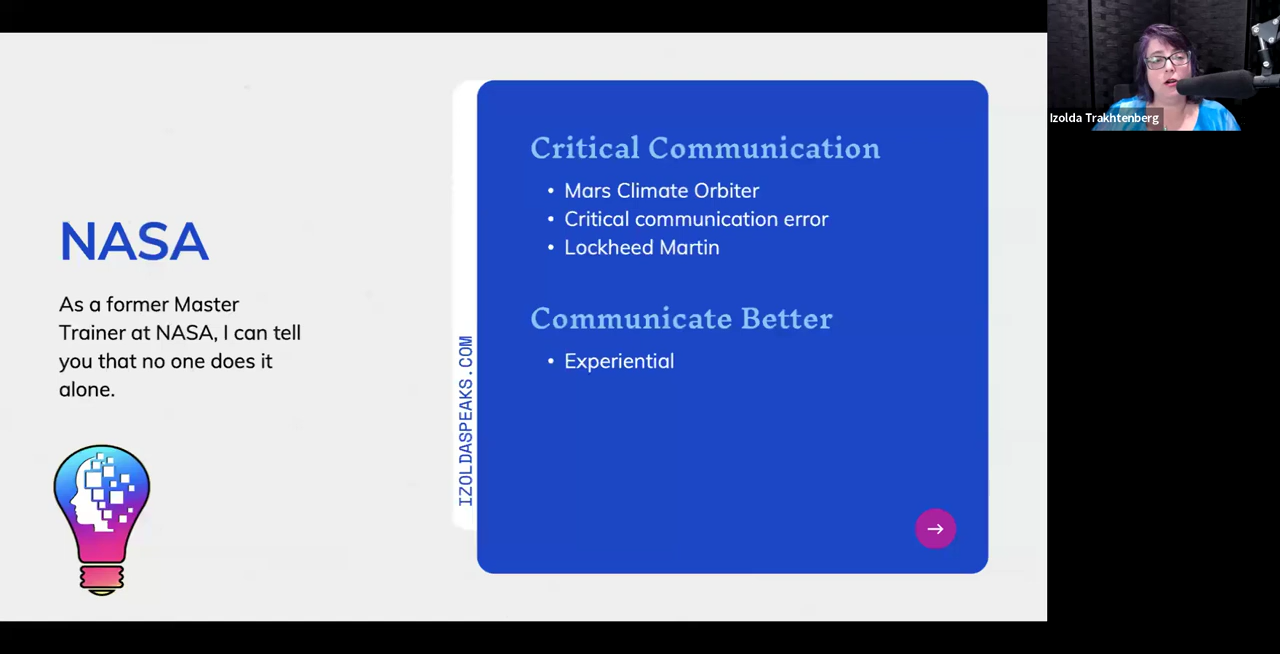 NASA
As a former Master
Trainer at NASA, I can tell
you that no one does it
alone.
IZOLDASPEAKS.COM
Critical Communication
• Mars Climate Orbiter
• Critical communication error
• Lockheed Martin
Communicate Better
• Experiential
Izolda Trakhtenberg